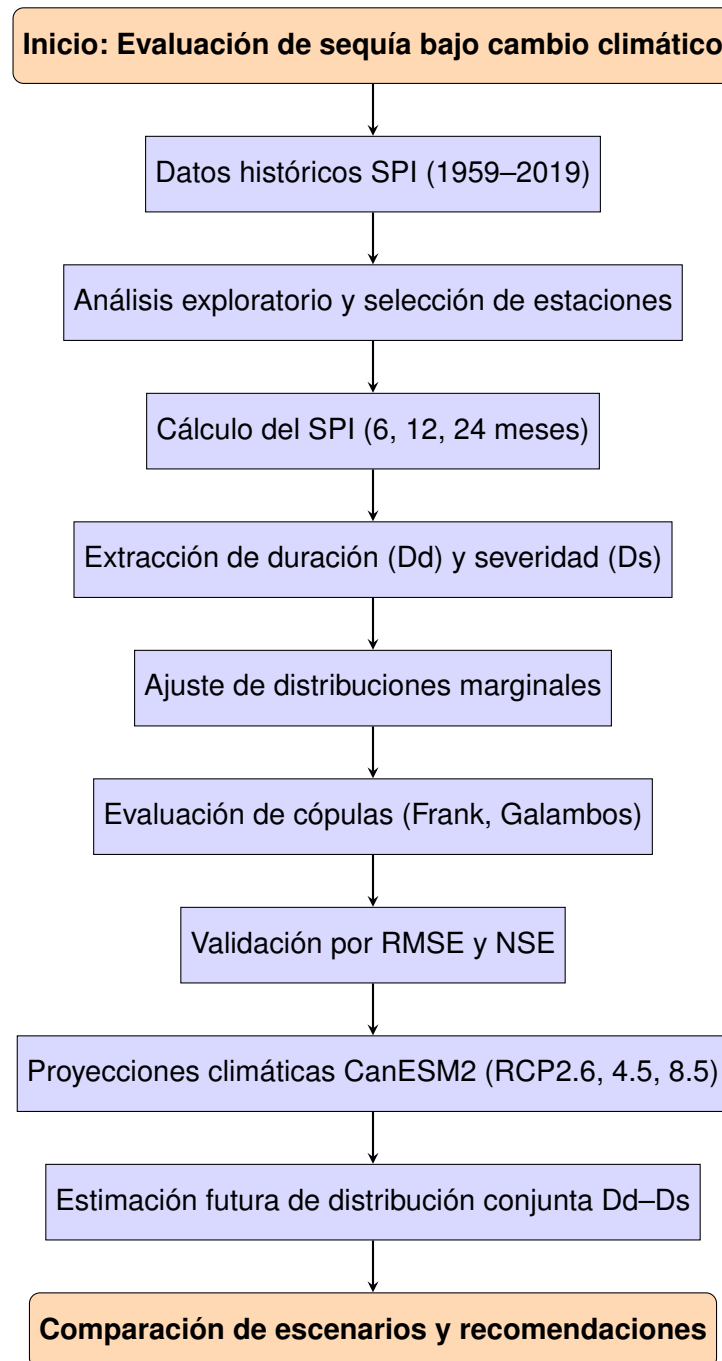 Inicio: Evaluación de sequía bajo cambio climático
Datos históricos SPI (1959–2019)
Análisis exploratorio y selección de estaciones
Cálculo del SPI (6, 12, 24 meses)
Extracción de duración (Dd) y severidad (Ds)
Ajuste de distribuciones marginales
Evaluación de cópulas (Frank, Galambos)
Validación por RMSE y NSE
Proyecciones climáticas CanESM2 (RCP2.6, 4.5, 8.5)
Estimación futura de distribución conjunta Dd–Ds
Comparación de escenarios y recomendaciones